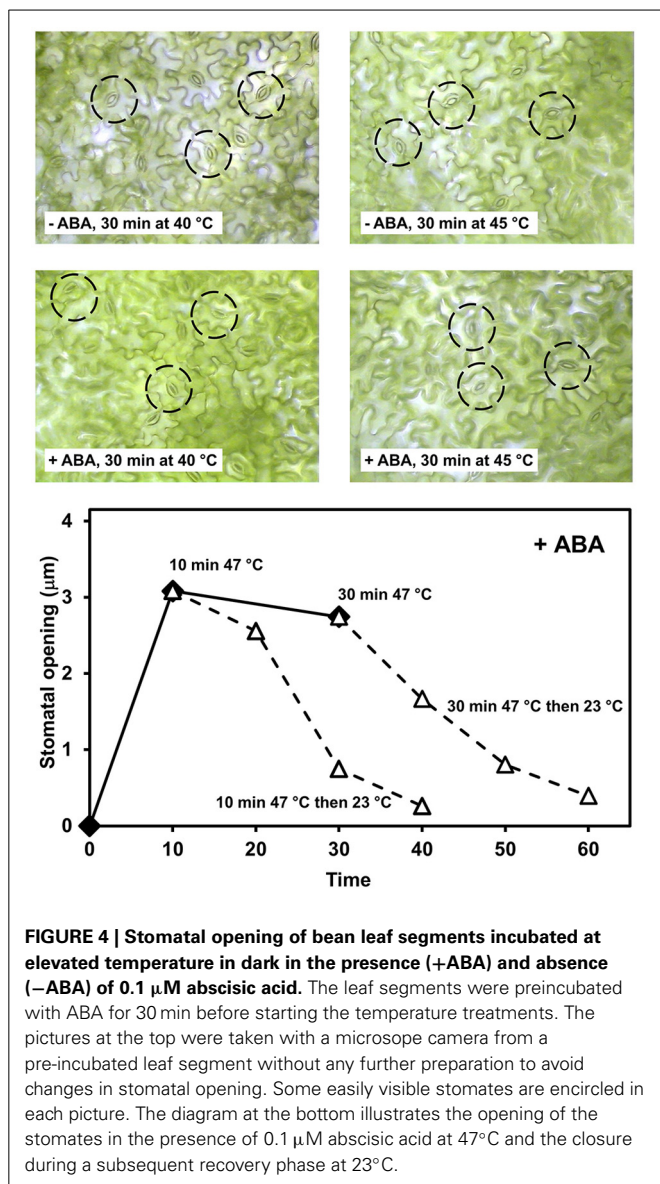 - ABA, 30 min at 40 °C
- ABA, 30 min at 45 °C
+ ABA, 30 min at 40 °C
+ ABA, 30 min at 45 °C
+ ABA
Stomatal opening (μm)
4
3
2
1
0
10 min 47 °C
30 min 47 °C
30 min 47 °C then 23 °C
10 min 47 °C then 23 °C
0 10 20 30 40 50 60
Time
FIGURE 4 | Stomatal opening of bean leaf segments incubated at
elevated temperature in dark in the presence (+ABA) and absence
(−ABA) of 0.1 μM abscisic acid. The leaf segments were preincubated
with ABA for 30 min before starting the temperature treatments. The
pictures at the top were taken with a microsope camera from a
pre-incubated leaf segment without any further preparation to avoid
changes in stomatal opening. Some easily visible stomates are encircled in
each picture. The diagram at the bottom illustrates the opening of the
stomates in the presence of 0.1 μM abscisic acid at 47°C and the closure
during a subsequent recovery phase at 23°C.